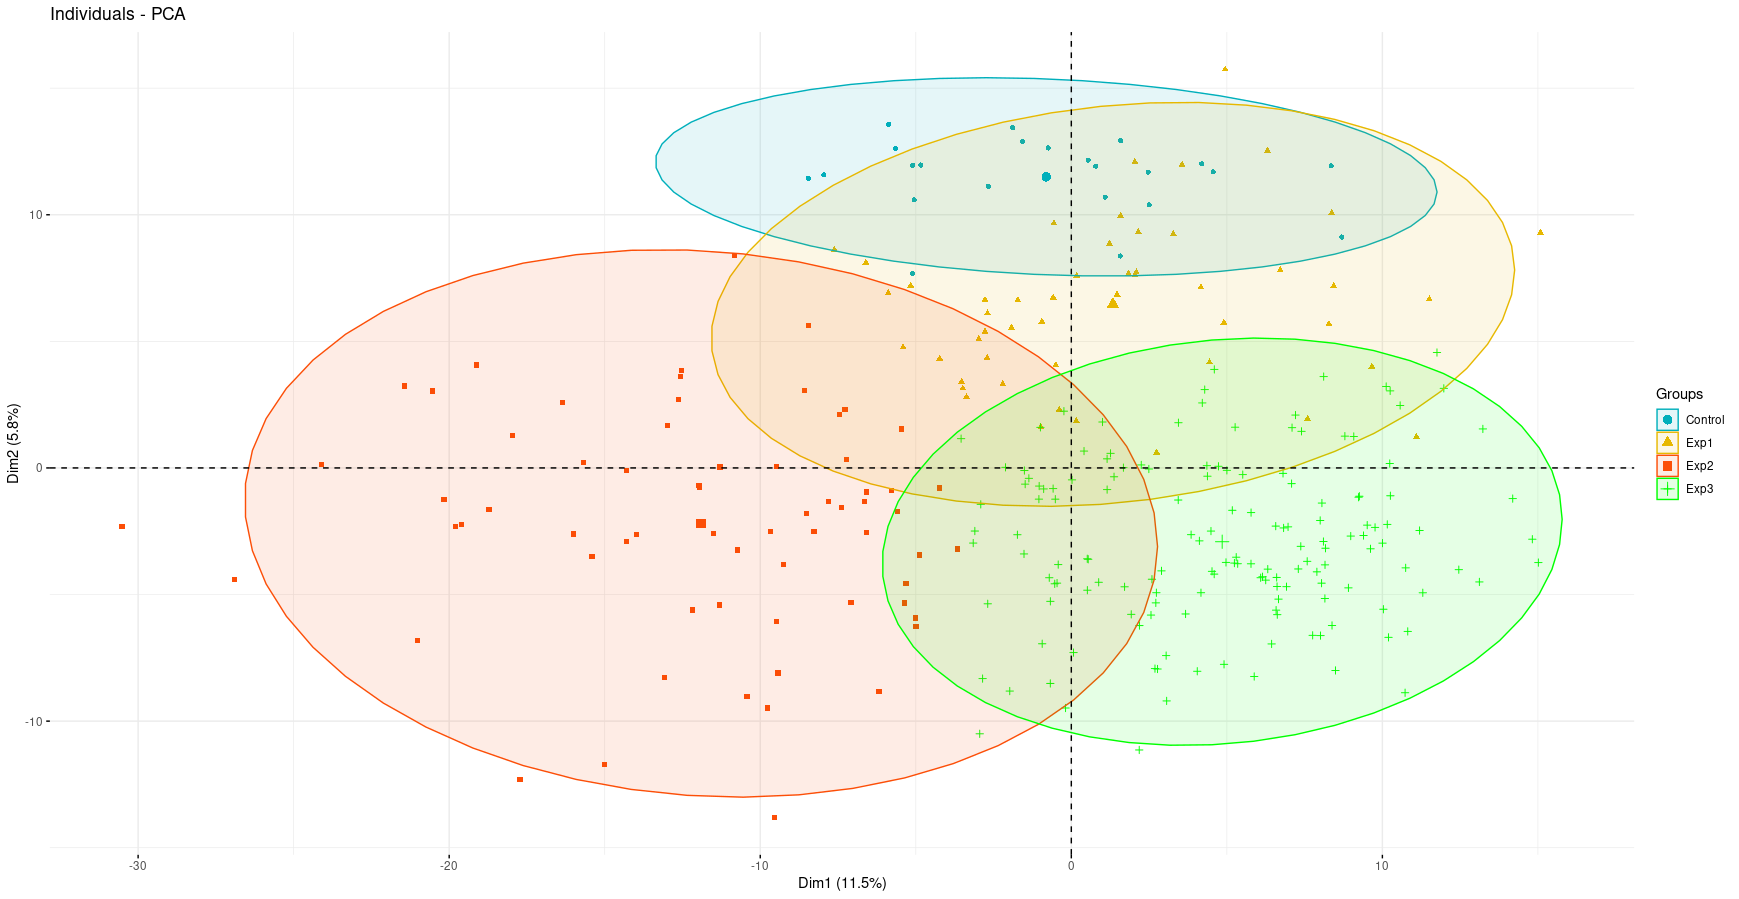 Individuals - PCA
10
0
-10
Dim2 (5.8%)
-30
-20
-10
0
10
Dim1 (11.5%)
Groups
Control
Exp1
Exp2
Exp3